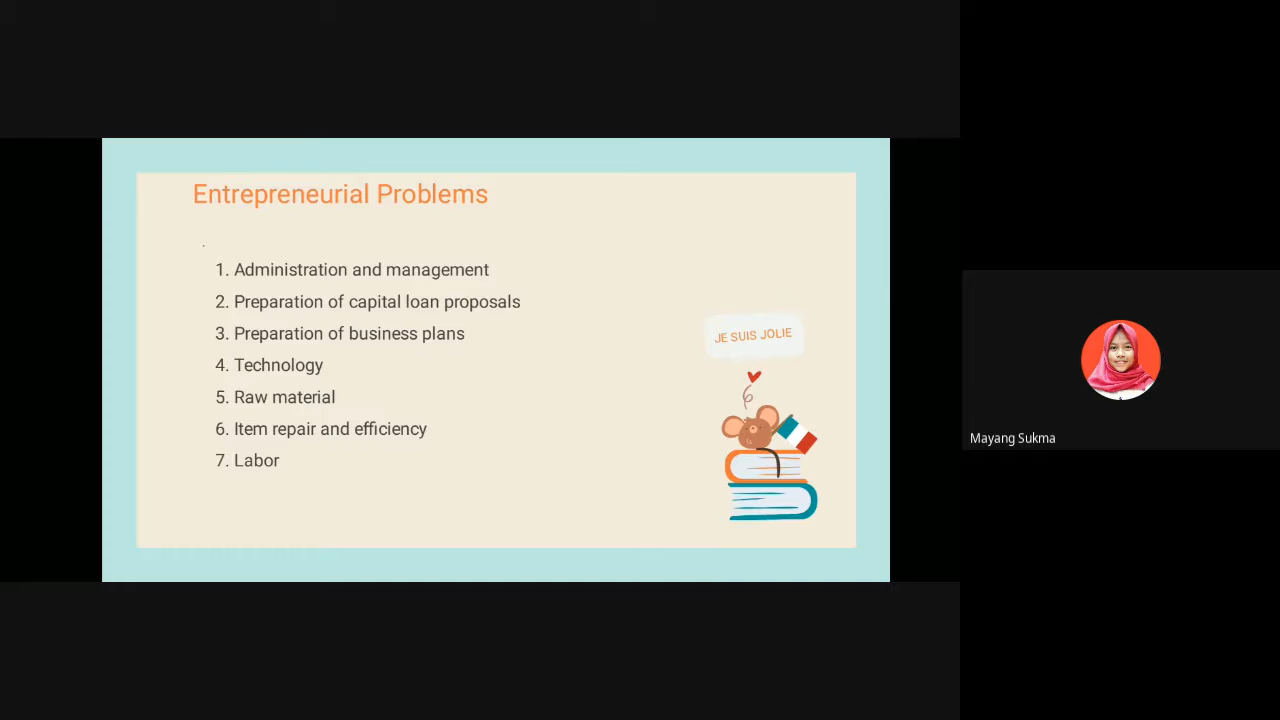 Entrepreneurial Problems
.
1. Administration and management
2. Preparation of capital loan proposals
3. Preparation of business plans
4. Technology
5. Raw material
6. Item repair and efficiency
7. Labor
JE SUIS JOLIE
Mayang Sukma